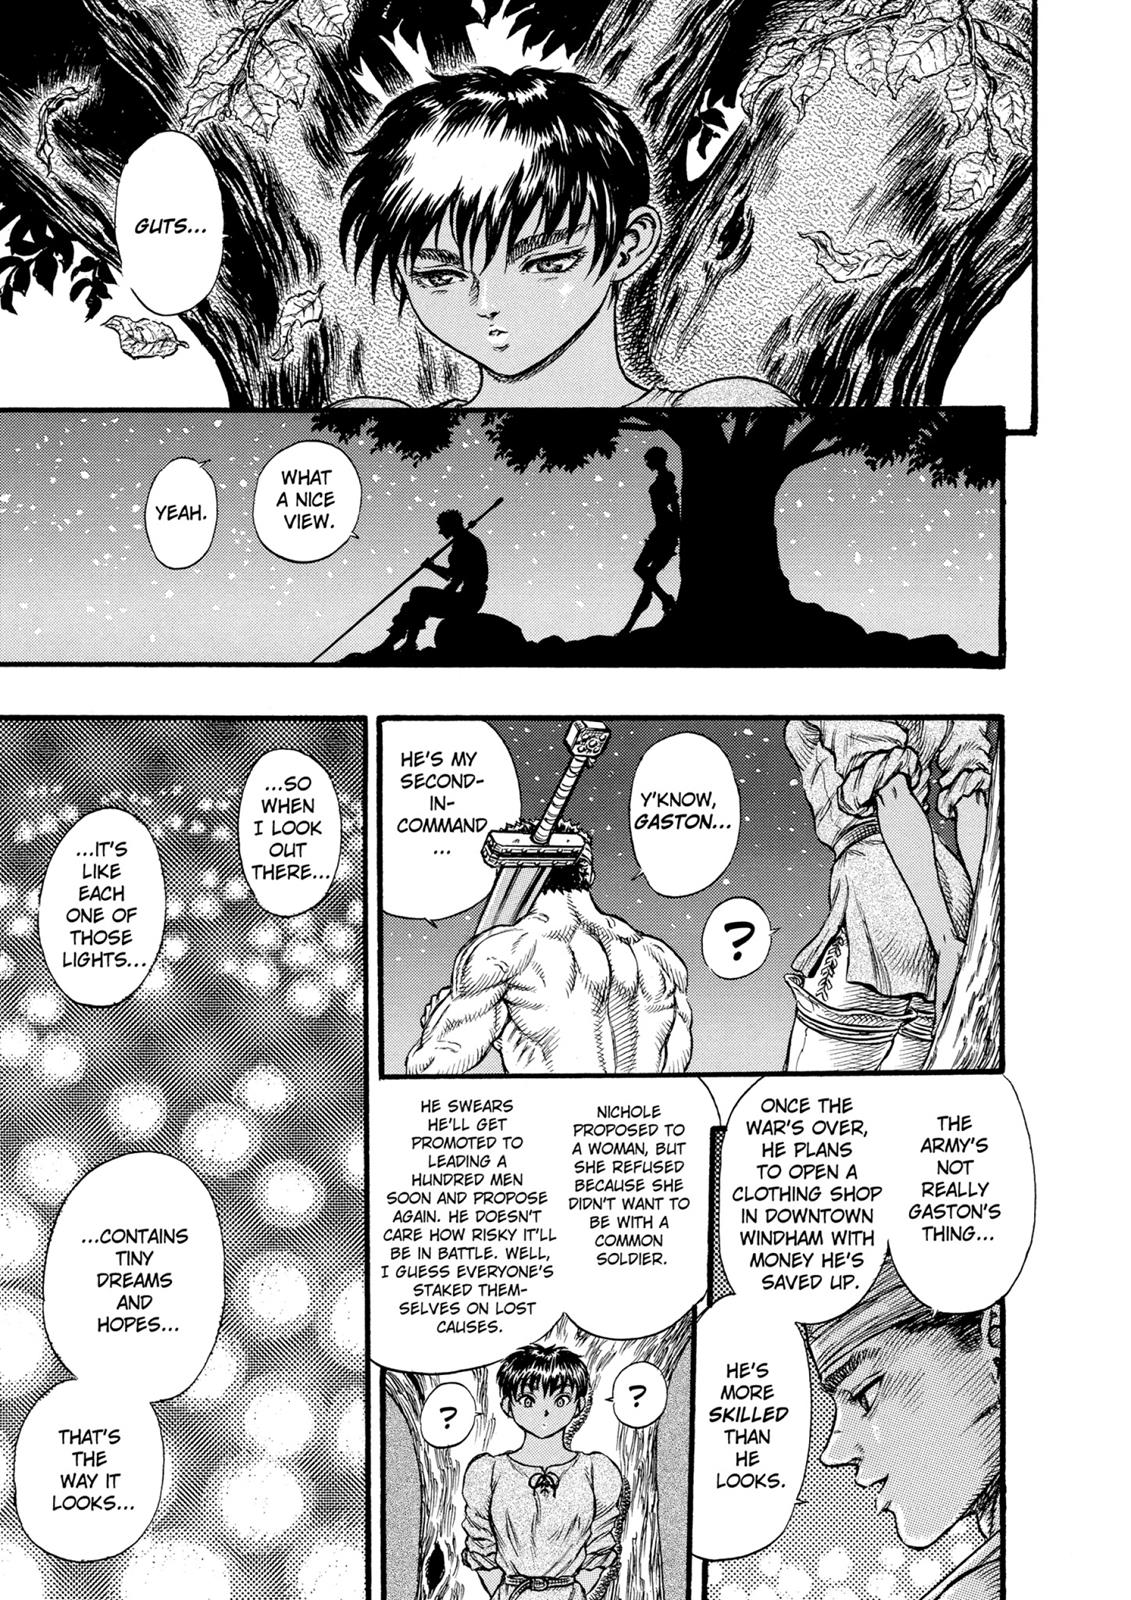 GUTS...
WHAT
A NICE
VIEW.
YEAH.
Y'KNOW,
GASTON...
?
HE'S MY
SECOND-
IN-
COMMAND
...
THE
ARMY'S
NOT
REALLY
GASTON'S
THING...
ONCE THE
WAR'S OVER,
HE PLANS
TO OPEN A
CLOTHING SHOP
IN DOWNTOWN
WINDHAM WITH
MONEY HE'S
SAVED UP.
HE'S
MORE
SKILLED
THAN
HE
LOOKS.
NICHOLE
PROPOSED TO
A WOMAN, BUT
SHE REFUSED
BECAUSE SHE
DIDN'T WANT TO
BE WITH A
COMMON
SOLDIER.
HE SWEARS
HE'LL GET
PROMOTED TO
LEADING A
HUNDRED MEN
SOON AND PROPOSE
AGAIN. HE DOESN'T
CARE HOW RISKY IT'LL
BE IN BATTLE. WELL,
I GUESS EVERYONE'S
STAKED THEM-
SELVES ON LOST
CAUSES.
?
?
...SO
WHEN
I LOOK
OUT
THERE...
...IT'S
LIKE
EACH
ONE OF
THOSE
LIGHTS...
...CONTAINS
TINY
DREAMS
AND
HOPES...
THAT'S
THE
WAY IT
LOOKS...